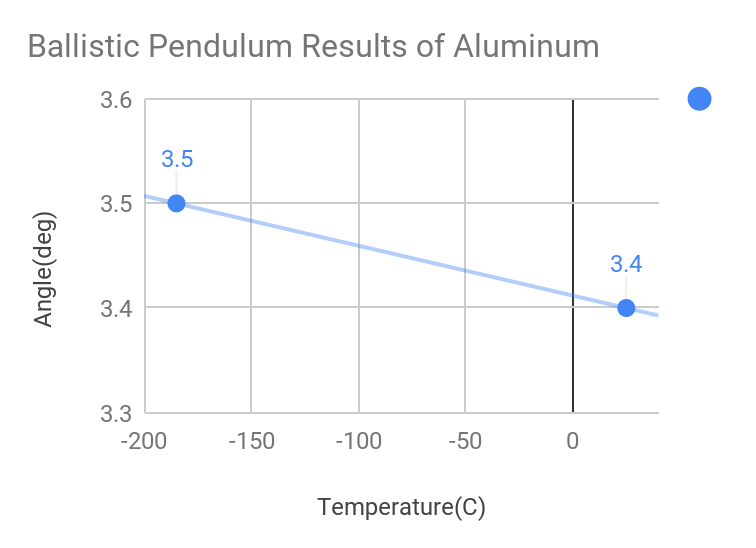 Ballistic Pendulum Results of Aluminum
3.6
3.5
3.5
3.4
3.4
3.3
-200 -150 -100 -50 0
Angle(deg)
Temperature(C)